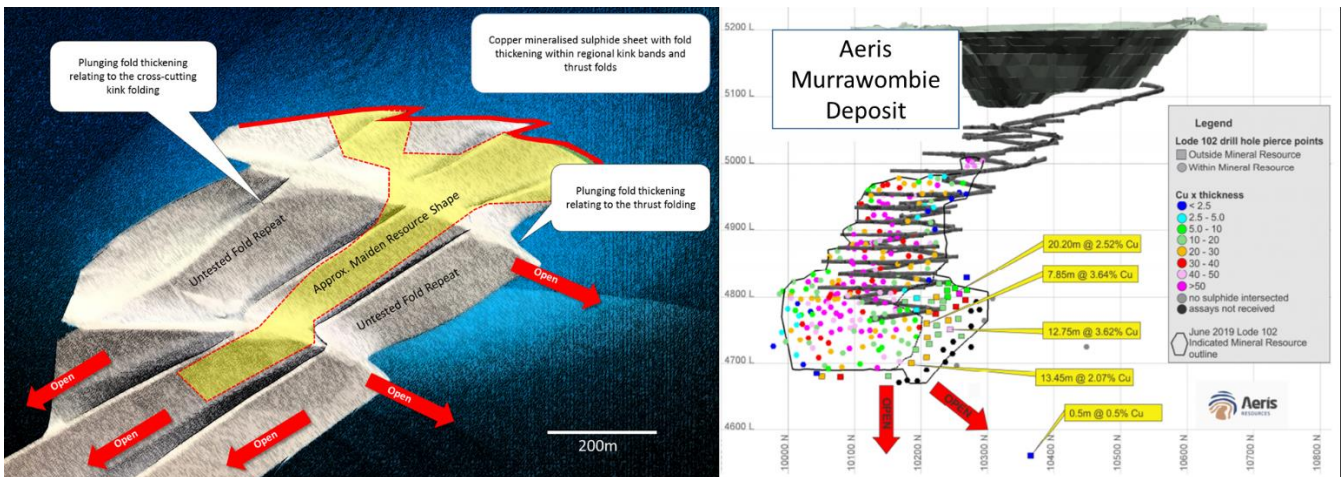 Copper mineralised sulphide sheet with fold
thickening within regional kink bands and
thrust folds
Plunging fold thickening
relating to the cross-cutting
kink folding
Plunging fold thickening
relating to the thrust folding
Untested Fold Repeat
Approx. Maiden Resource Shape
Untested Fold Repeat
Open
Open
Open
Open
Open
200m
Aeris
Murrawombie
Deposit
5200 L
5100 L
5000 L
4900 L
4800 L
4700 L
4600 L
Legend
Lode 102 drill hole pierce points
Outside Mineral Resource
Within Mineral Resource
Cu x thickness
< 2.5
2.5 - 5.0
5.0 - 10
10 - 20
20 - 30
30 - 40
40 - 50
>50
no sulphide intersected
assays not received
June 2019 Lode 102
Indicated Mineral Resource
outline
20.20m @ 2.52% Cu
7.85m @ 3.64% Cu
12.75m @ 3.62% Cu
13.45m @ 2.07% Cu
0.5m @ 0.5% Cu
OPEN
OPEN
Aeris
RESOURCES
10000 N
10100 N
10200 N
10300 N
10400 N
10500 N
10600 N
10700 N
10800 N